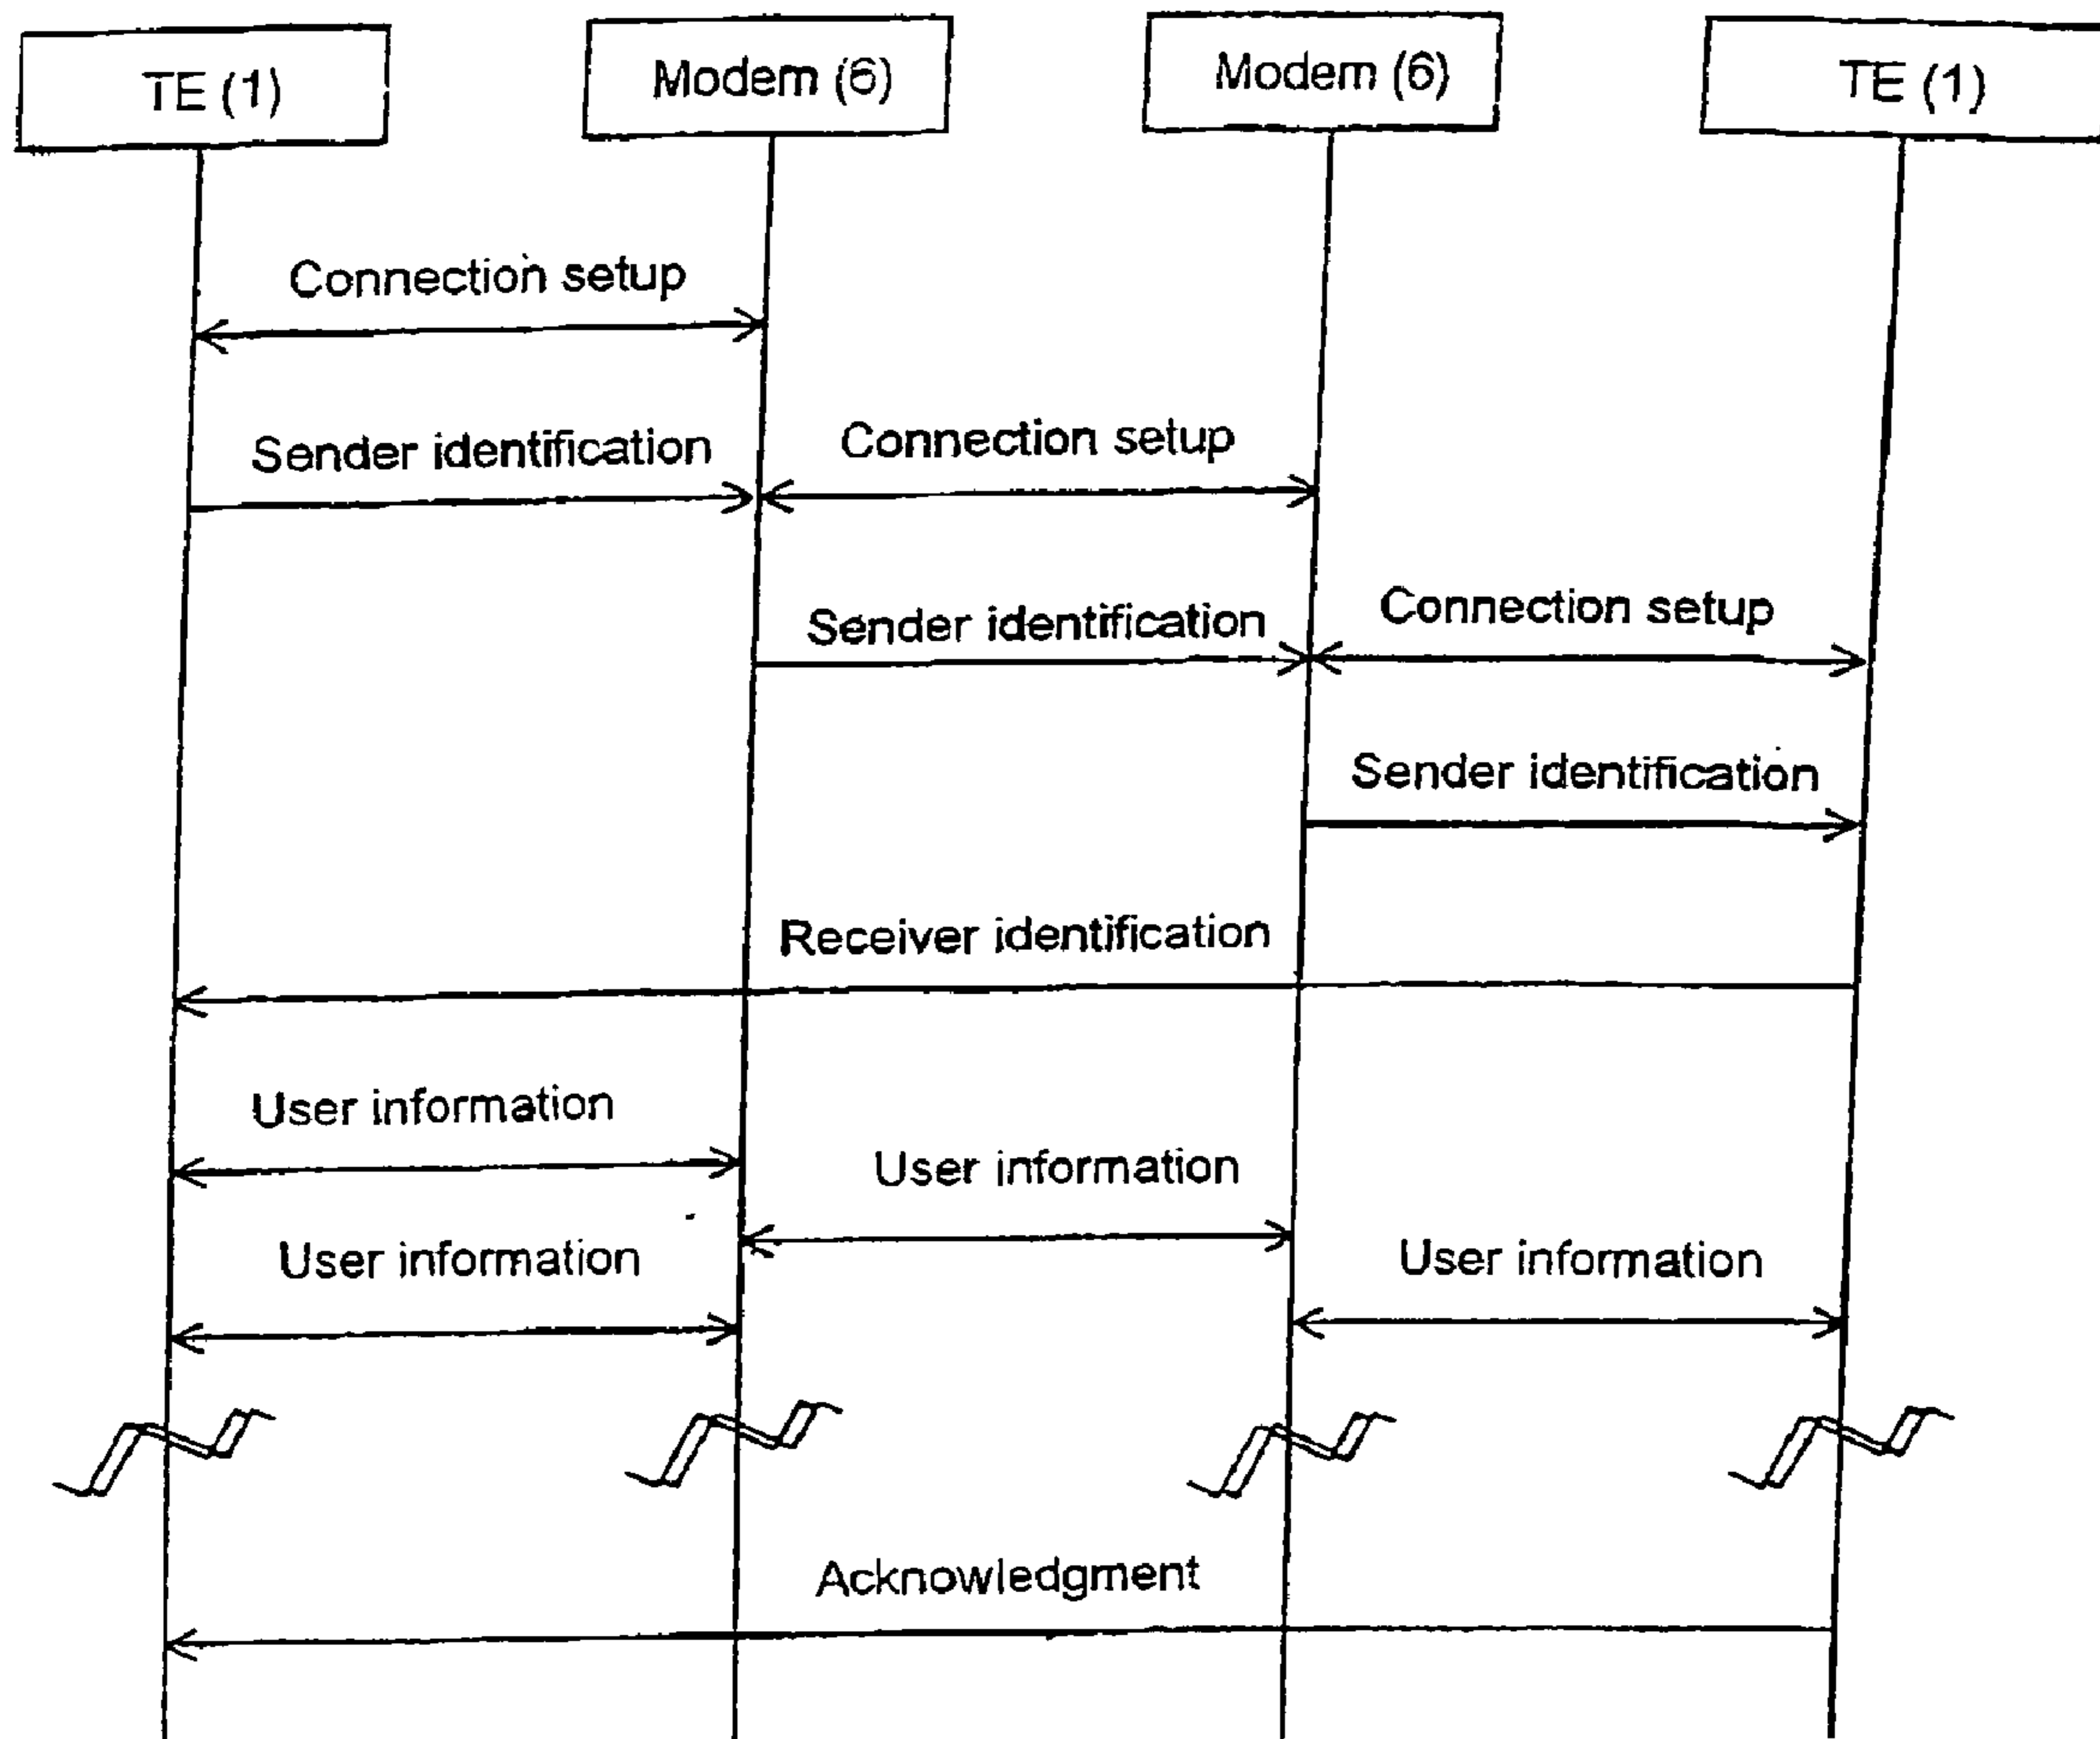 TE (1)
Modem (6)
Modem (6)
TE (1)
Connection setup
Sender identification
Connection setup
Sender identification
Connection setup
Sender identification
Receiver identification
User information
User information
User information
User information
Acknowledgment